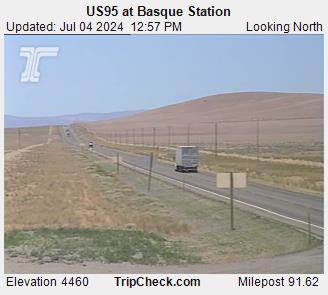 US95 at Basque Station
Updated: Jul 04 2024 12:57 PM Looking North
Elevation 4460 TripCheck.com Milepost 91.62